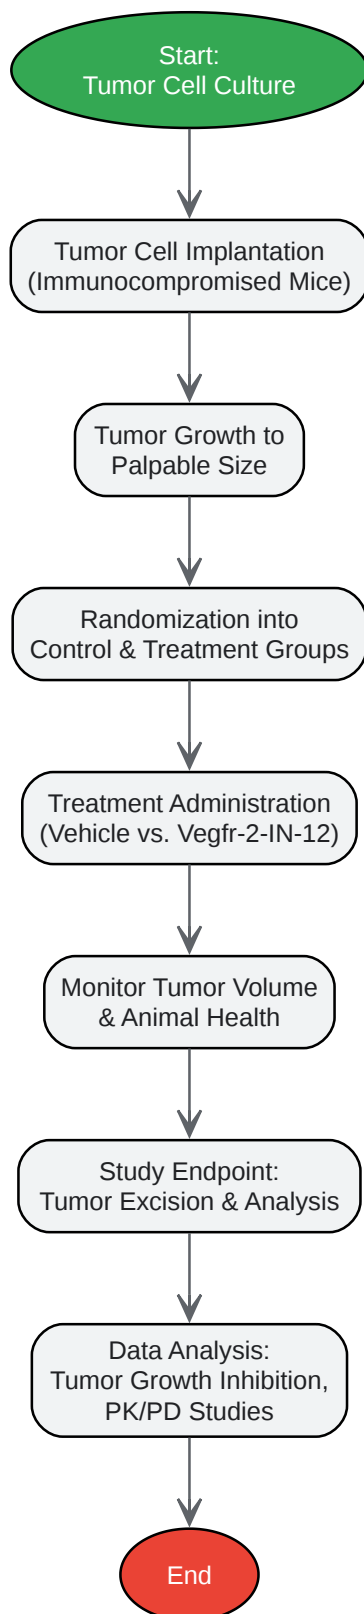 Start:
Tumor Cell Culture
Tumor Cell Implantation
(Immunocompromised Mice)
Tumor Growth to
Palpable Size
Randomization into
Control & Treatment Groups
Treatment Administration
(Vehicle vs. Vegfr-2-IN-12)
Monitor Tumor Volume
& Animal Health
Study Endpoint:
Tumor Excision & Analysis
Data Analysis:
Tumor Growth Inhibition,
PK/PD Studies
End